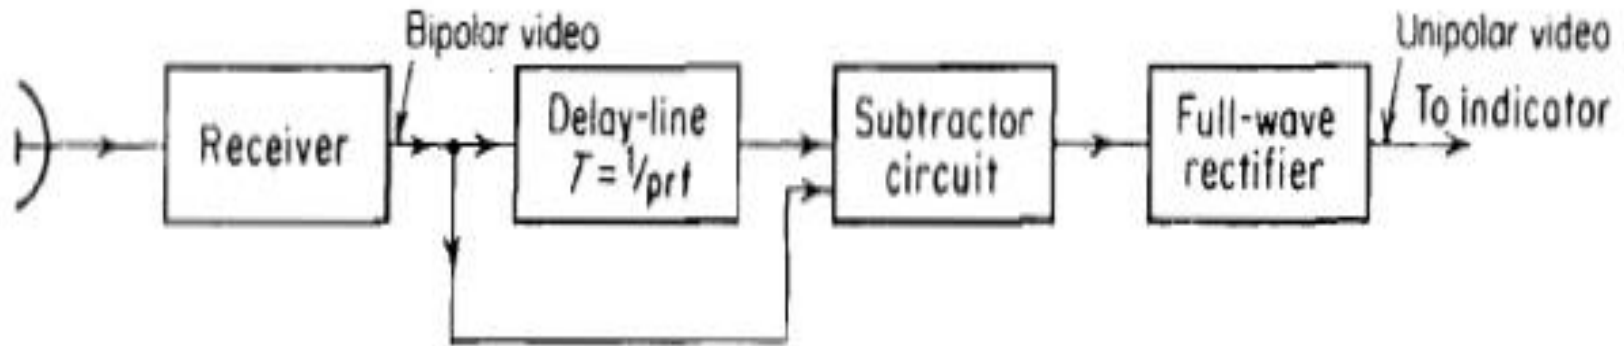 Bipolar video
Unipolar video
Receiver
Delay-line
T = 1/prf
Subtractor
circuit
Full-wave
rectifier
To indicator